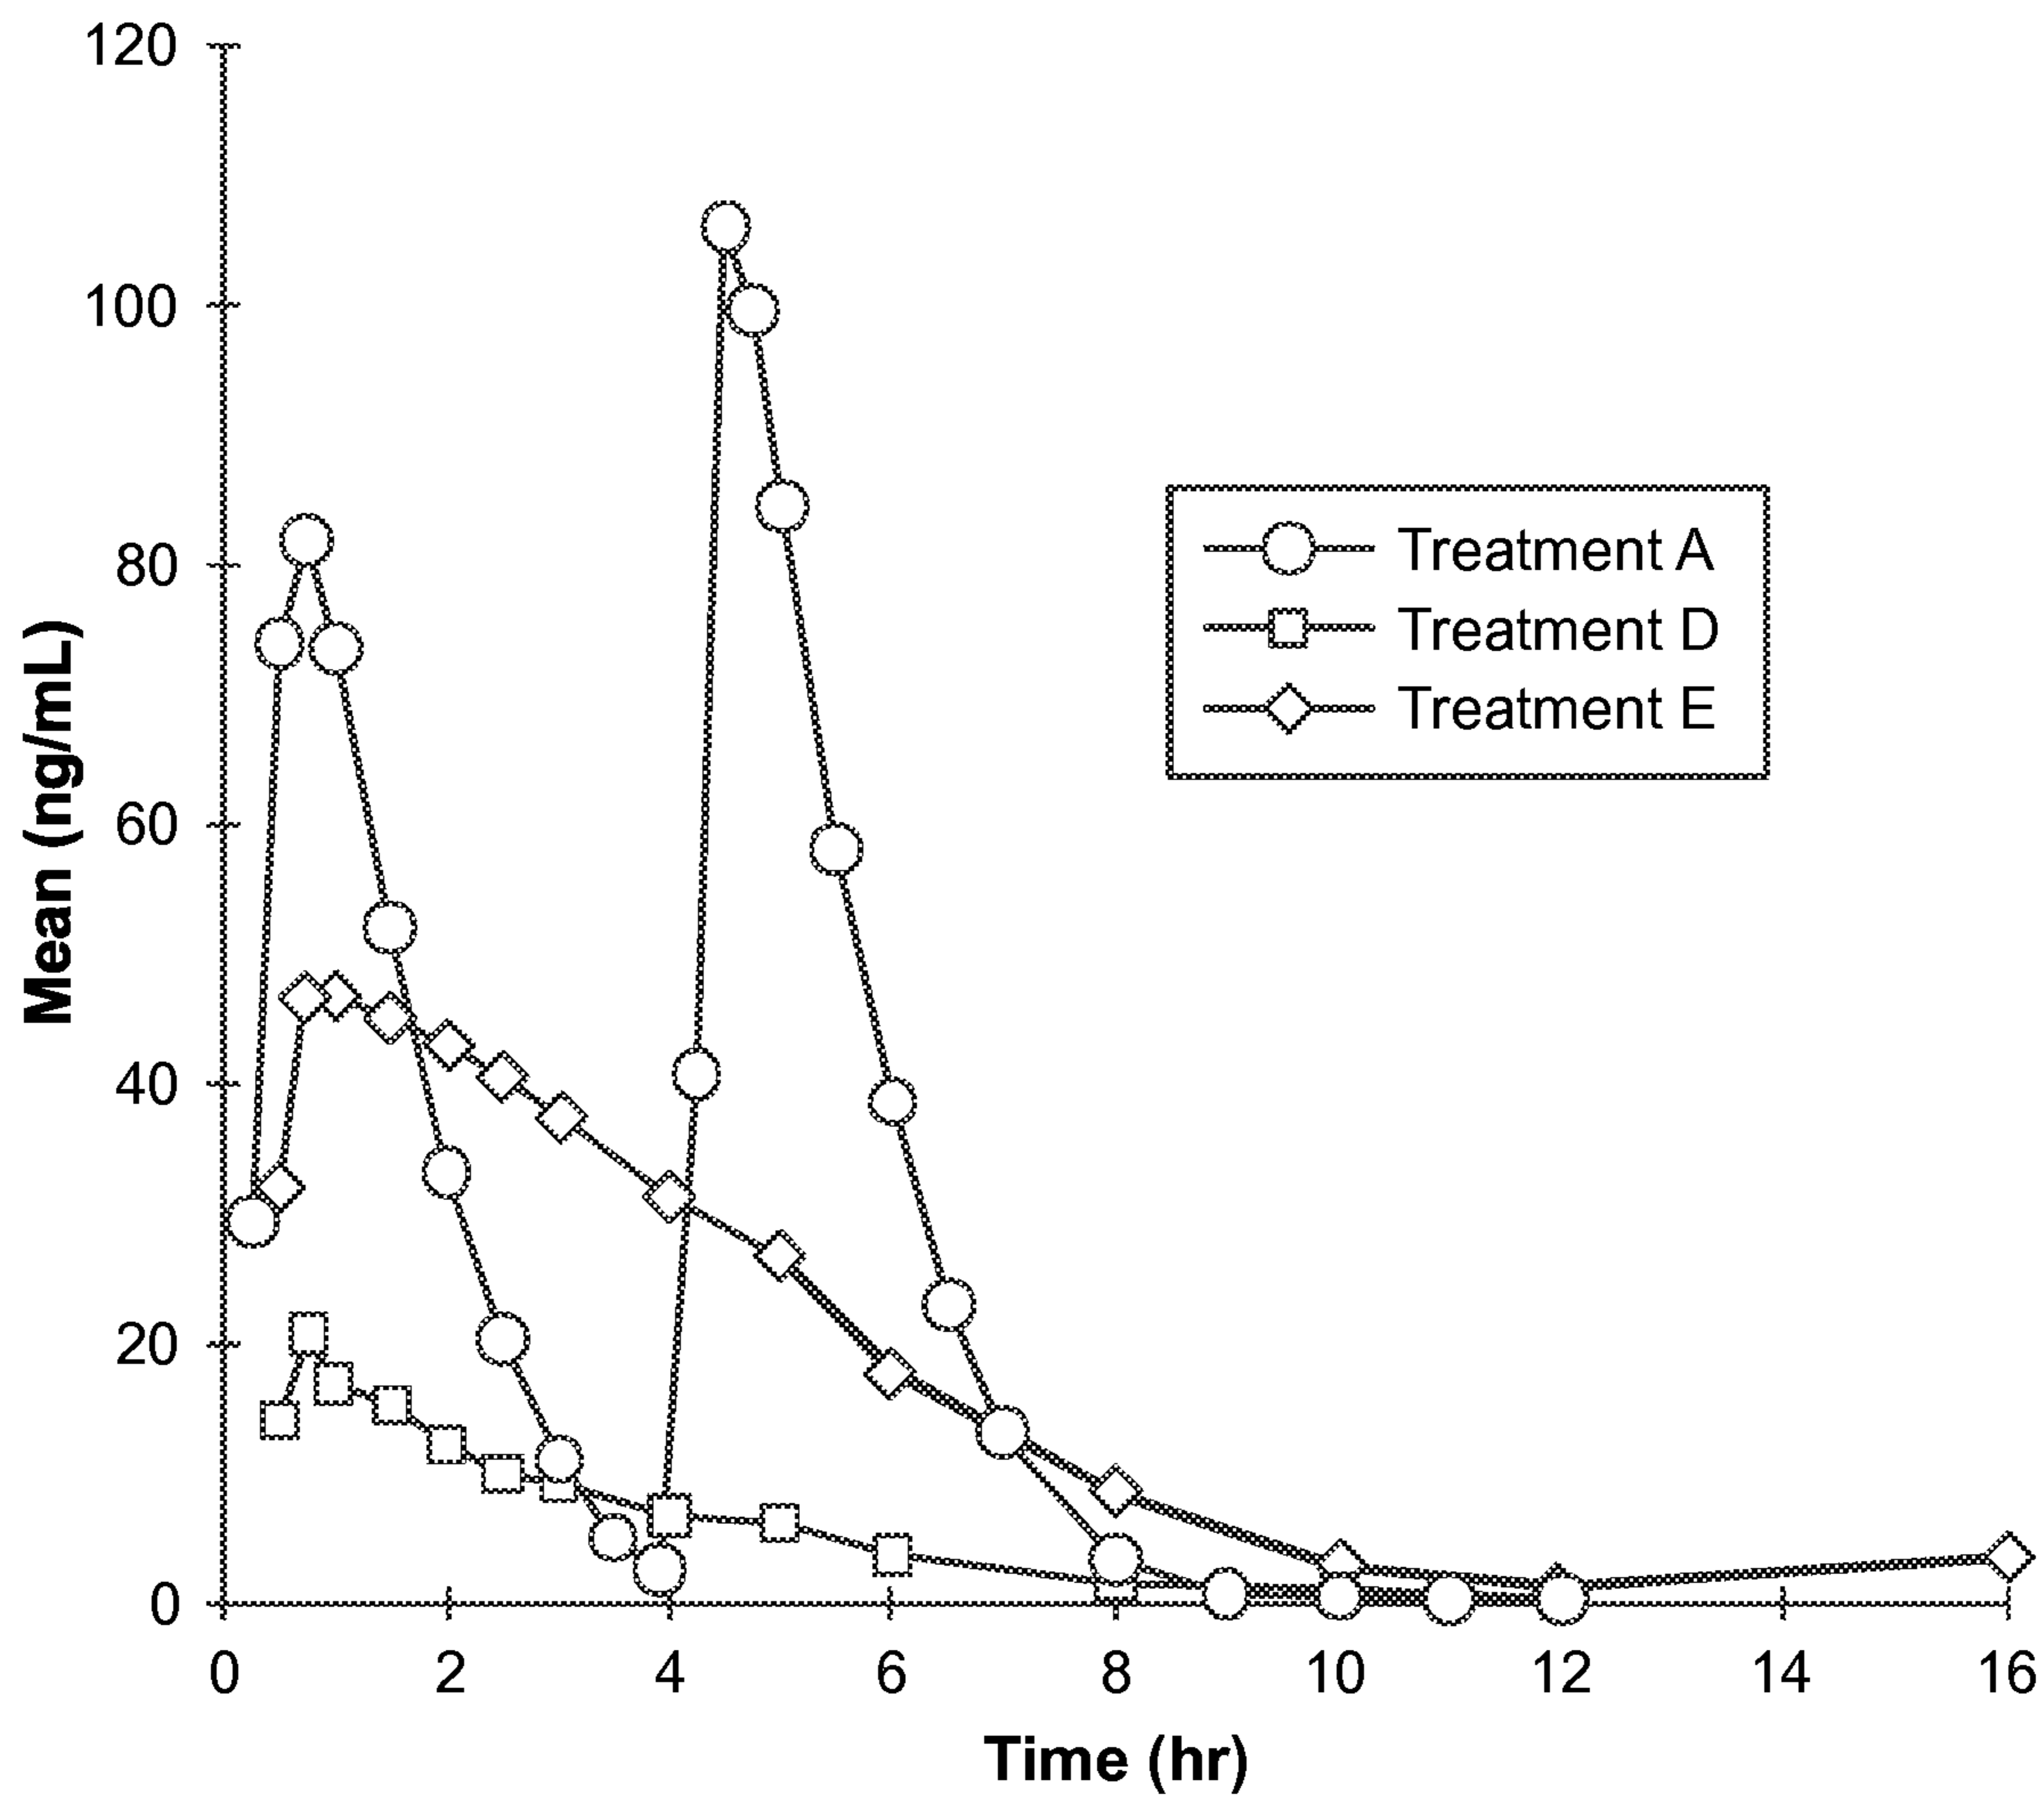 120
100
80
60
40
20
0
Mean (ng/mL)
Treatment A
Treatment D
Treatment E
0 2 4 6 8 10 12 14 16
Time (hr)